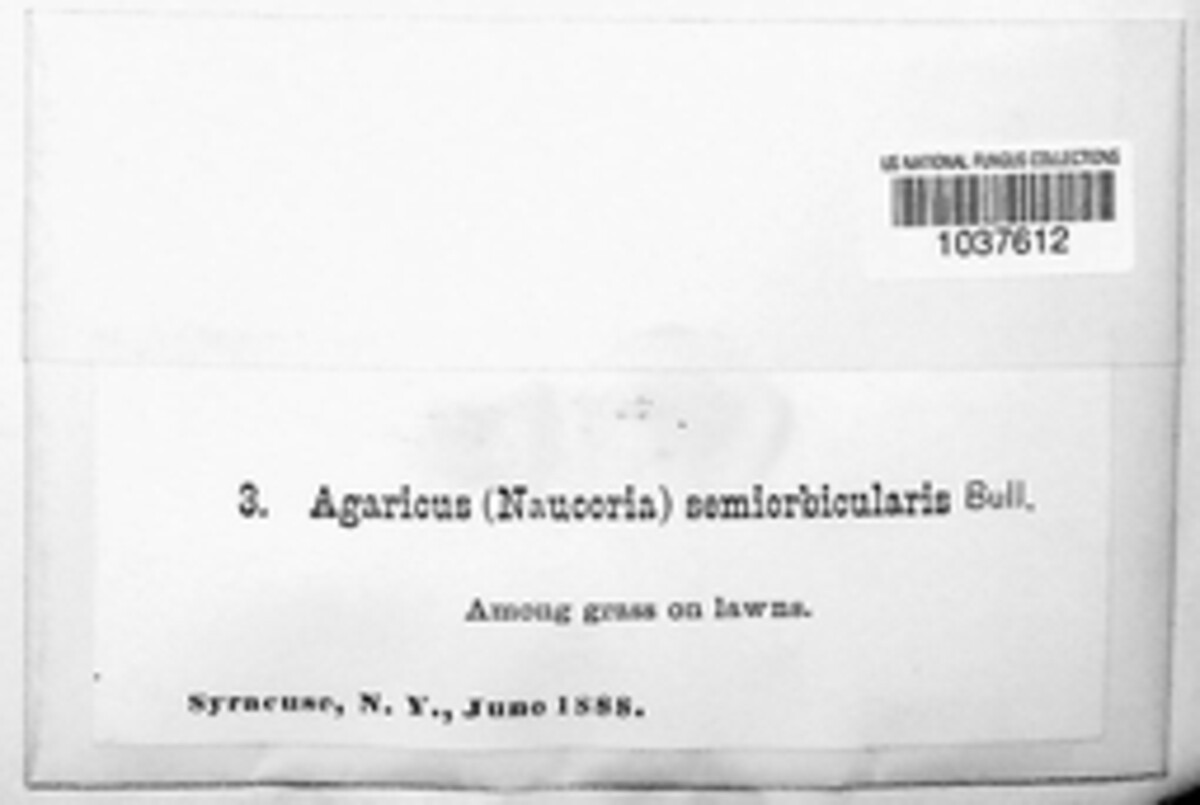 US NATIONAL FUNGUS COLLECTIONS
1037612
3. Agaricus (Naucoria) semiorbicularis Bull.
Among grass on lawns.
Syracuse, N. Y., June 1888.